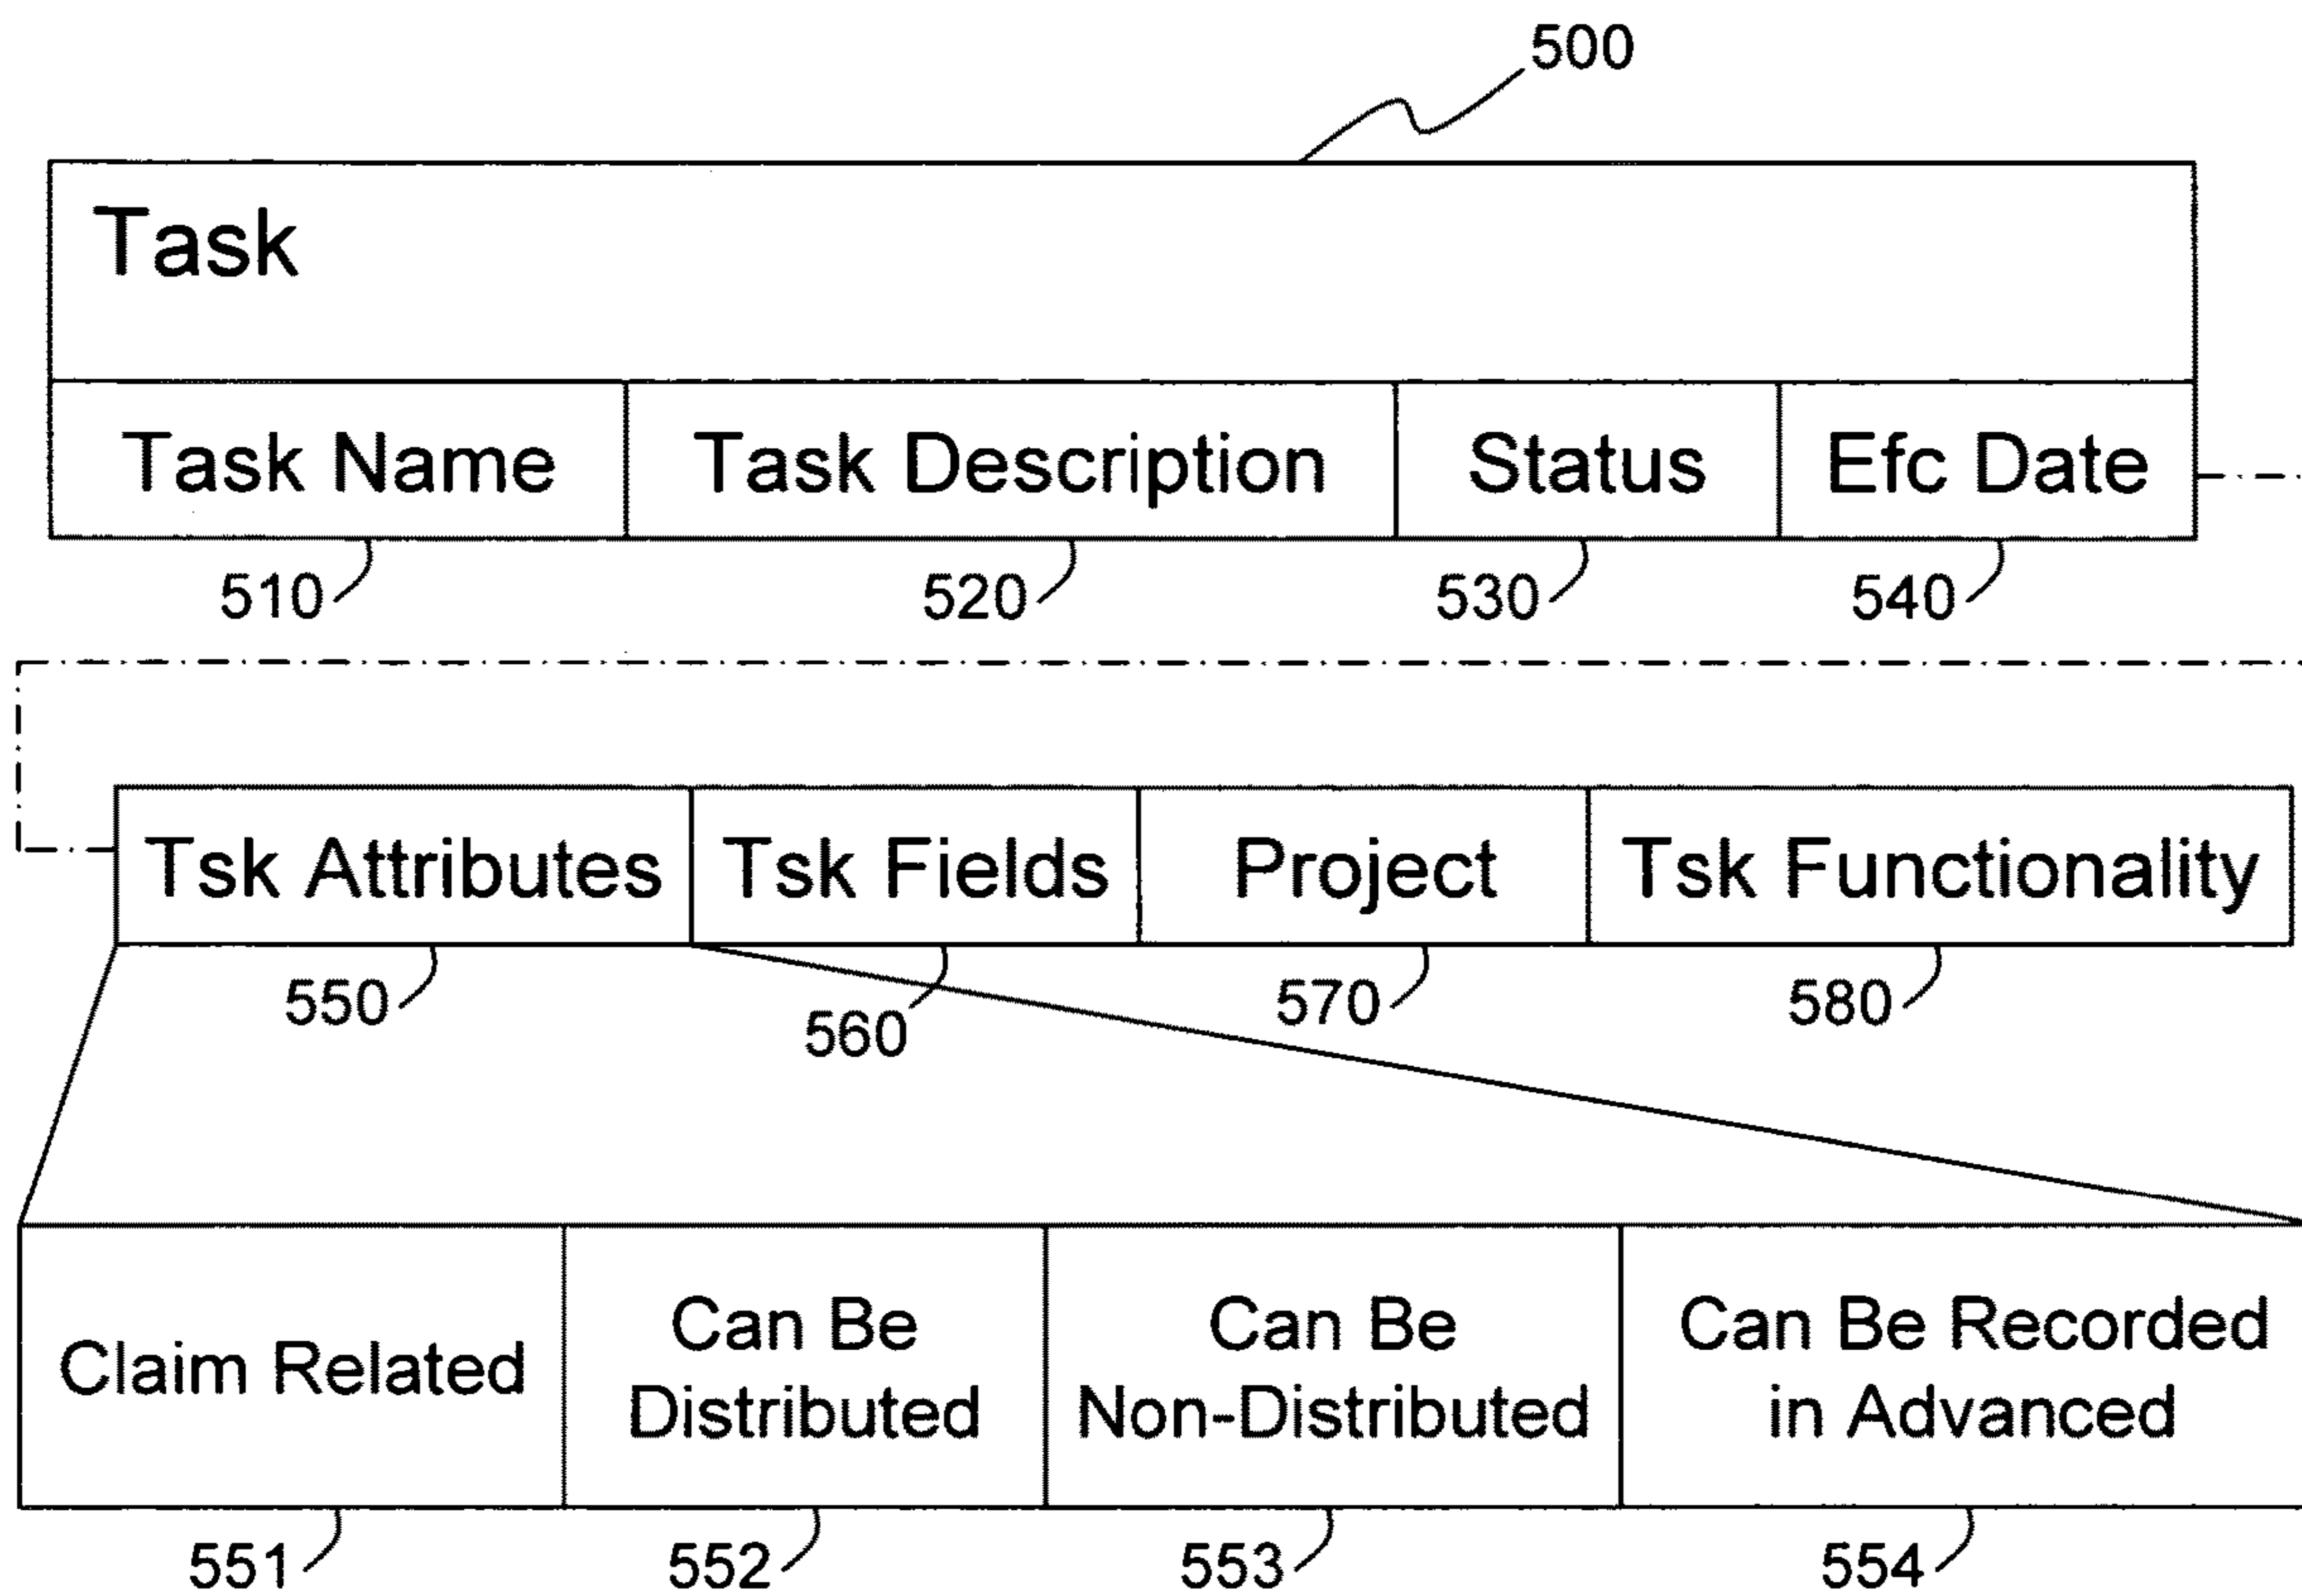 500
Task
Task Name Task Description Status Efc Date
510 520 530 540
Tsk Attributes Tsk Fields Project Tsk Functionality
550 560 570 580
Claim Related
Can Be
Distributed
Can Be
Non-Distributed
Can Be Recorded
in Advanced
551 552 553 554